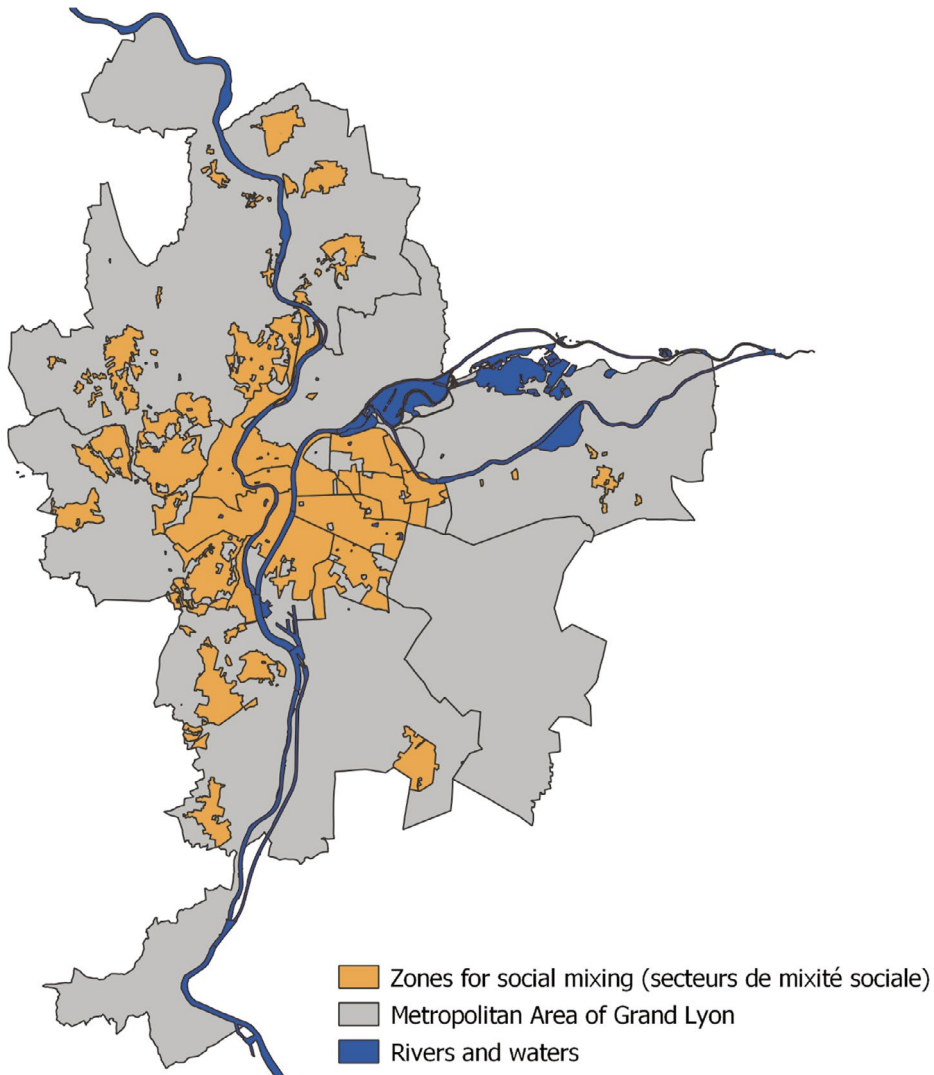 Zones for social mixing (secteurs de mixité sociale)
Metropolitan Area of Grand Lyon
Rivers and waters